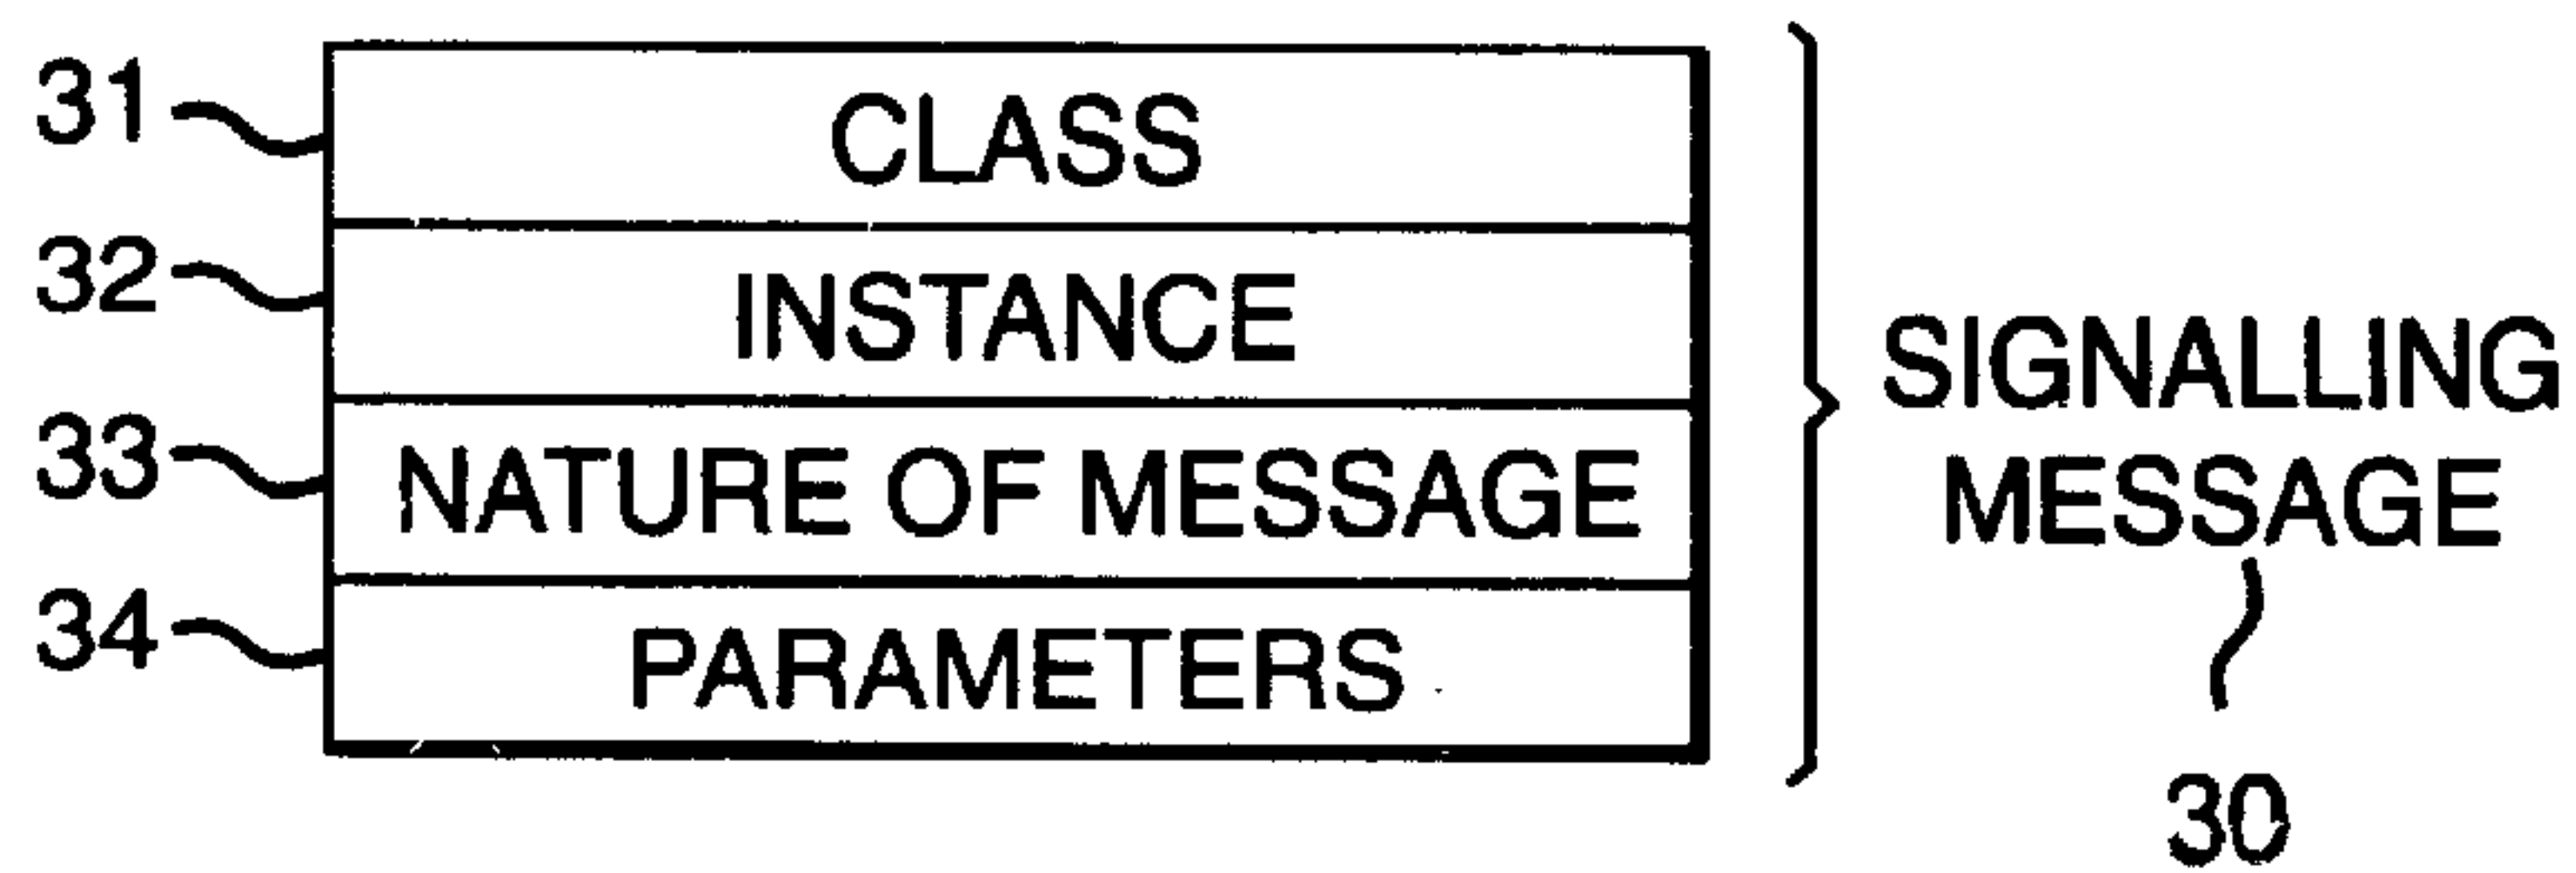 31 CLASS
32 INSTANCE
33 NATURE OF MESSAGE
34 PARAMETERS
SIGNALLING
MESSAGE
30